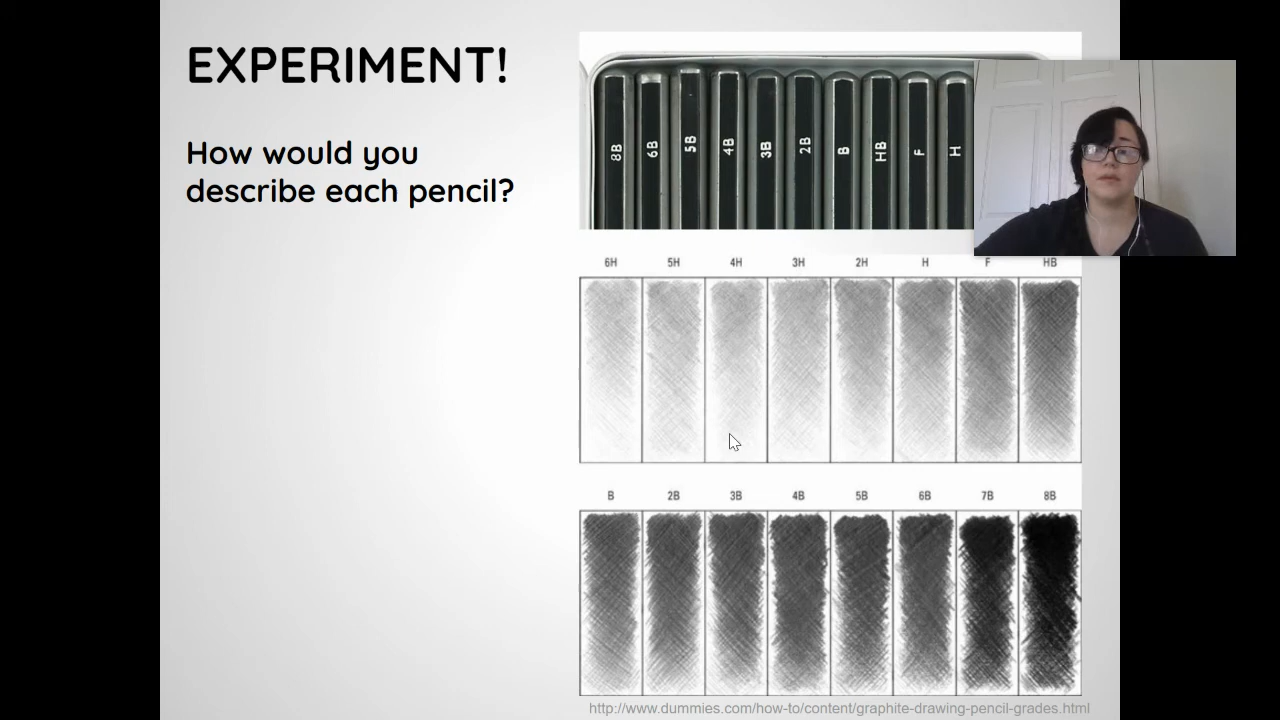 EXPERIMENT!
How would you
describe each pencil?
8B 6B 5B 4B 3B 2B B HB F H
6H 5H 4H 3H 2H H F HB
B 2B 3B 4B 5B 6B 7B 8B
http://www.dummies.com/how-to/content/graphite-drawing-pencil-grades.html